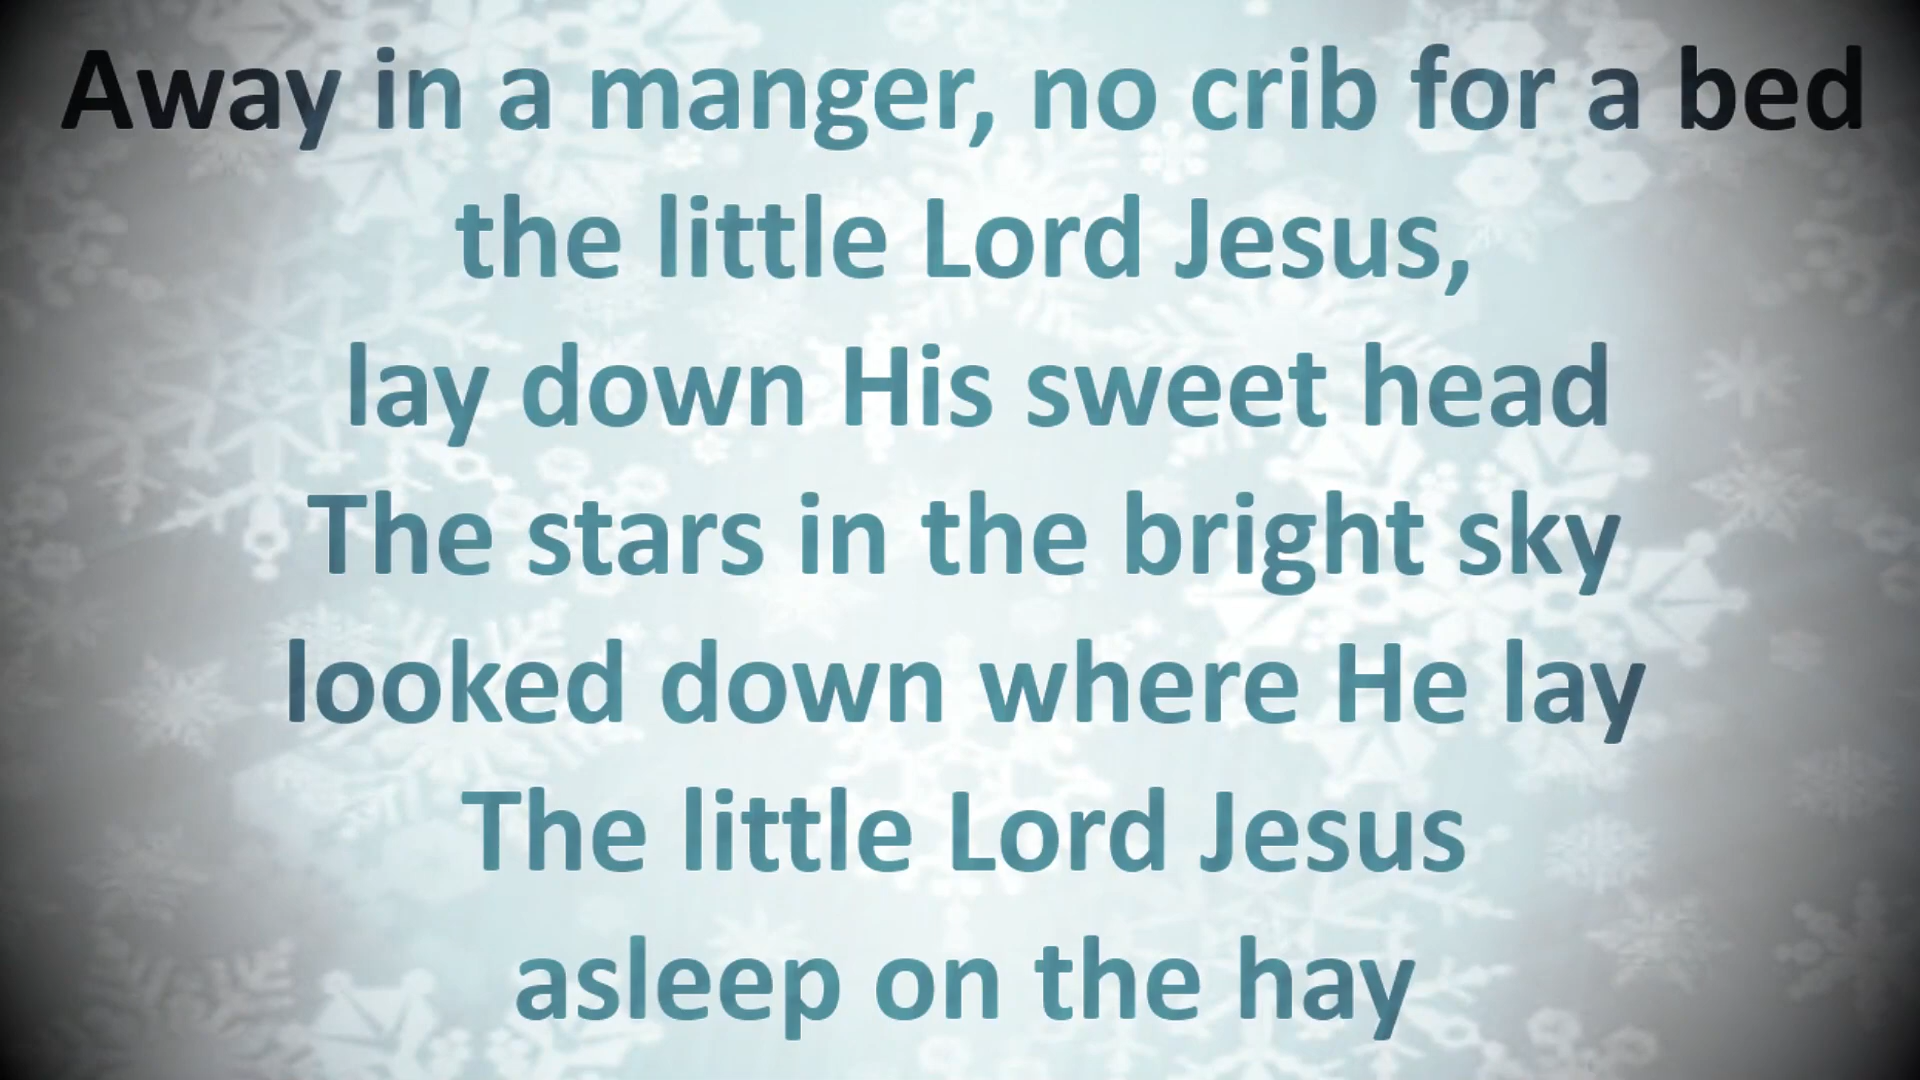 Away in a manger, no crib for a bed
the little Lord Jesus,
lay down His sweet head
The stars in the bright sky
looked down where He lay
The little Lord Jesus
asleep on the hay